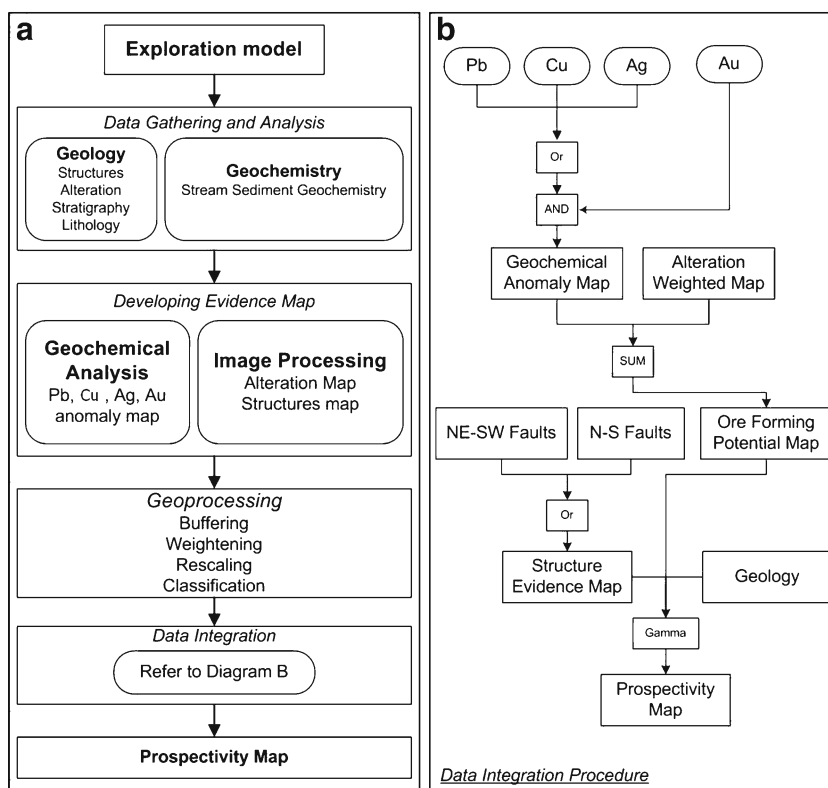 a
Exploration model
Data Gathering and Analysis
Geology
Structures
Alteration
Stratigraphy
Lithology
Geochemistry
Stream Sediment Geochemistry
Developing Evidence Map
Geochemical
Analysis
Pb, Cu , Ag, Au
anomaly map
Image Processing
Alteration Map
Structures map
Geoprocessing
Buffering
Weightening
Rescaling
Classification
Data Integration
Refer to Diagram B
Prospectivity Map
b
Pb
Cu
Ag
Au
Or
AND
Geochemical
Anomaly Map
Alteration
Weighted Map
SUM
NE-SW Faults
N-S Faults
Ore Forming
Potential Map
Or
Structure
Evidence Map
Geology
Gamma
Prospectivity
Map
Data Integration Procedure